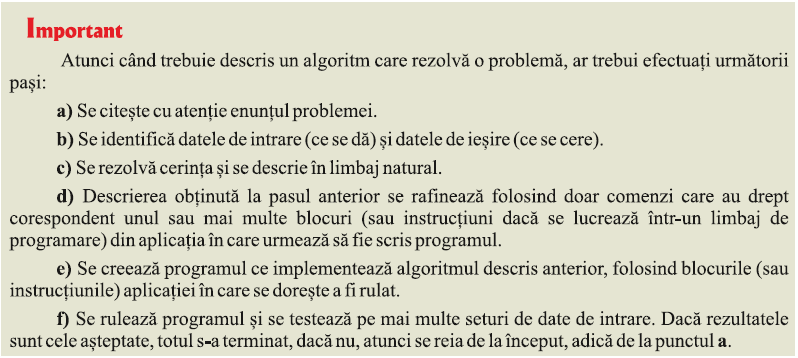 Important
Atunci când trebuie descris un algoritm care rezolvă o problemă, ar trebui efectuați următorii
pași:
a) Se citește cu atenție enunțul problemei.
b) Se identifică datele de intrare (ce se dă) și datele de ieșire (ce se cere).
c) Se rezolvă cerința și se descrie în limbaj natural.
d) Descrierea obținută la pasul anterior se rafinează folosind doar comenzi care au drept
corespondent unul sau mai multe blocuri (sau instrucțiuni dacă se lucrează într-un limbaj de
programare) din aplicația în care urmează să fie scris programul.
e) Se creează programul ce implementează algoritmul descris anterior, folosind blocurile (sau
instrucțiunile) aplicației în care se dorește a fi rulat.
f) Se rulează programul și se testează pe mai multe seturi de date de intrare. Dacă rezultatele
sunt cele așteptate, totul s-a terminat, dacă nu, atunci se reia de la început, adică de la punctul a.